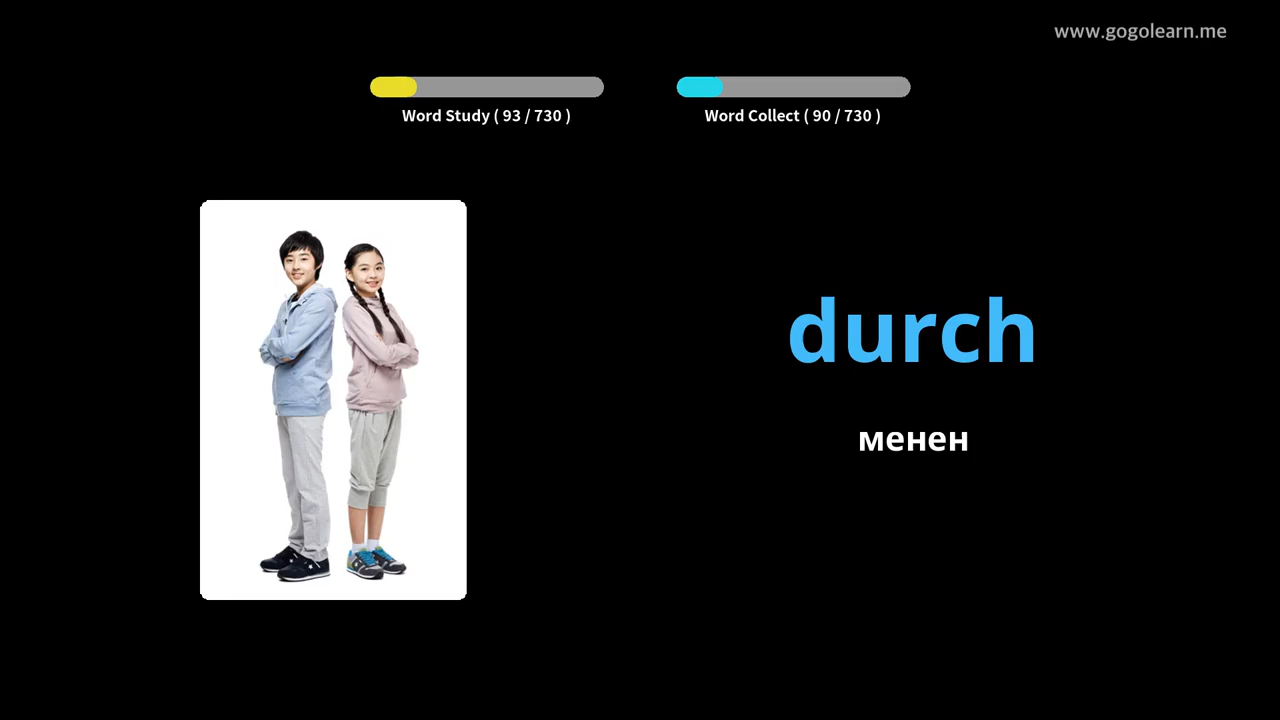 www.gogolearn.me
Word Study ( 93 / 730 )
Word Collect ( 90 / 730 )
durch
менен